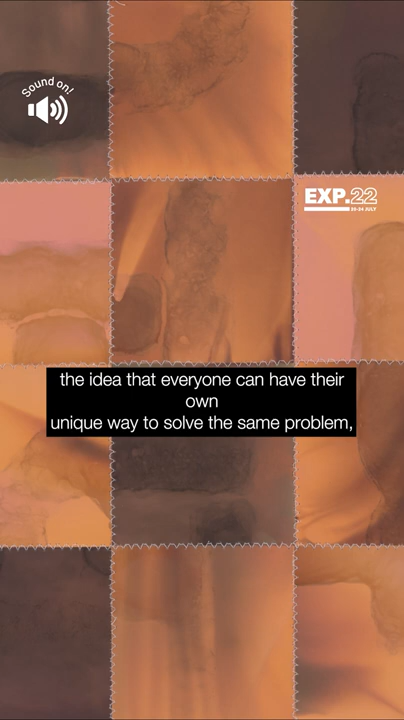 Sound on!
EXP.22
22-24 JULY
the idea that everyone can have their
own
unique way to solve the same problem,